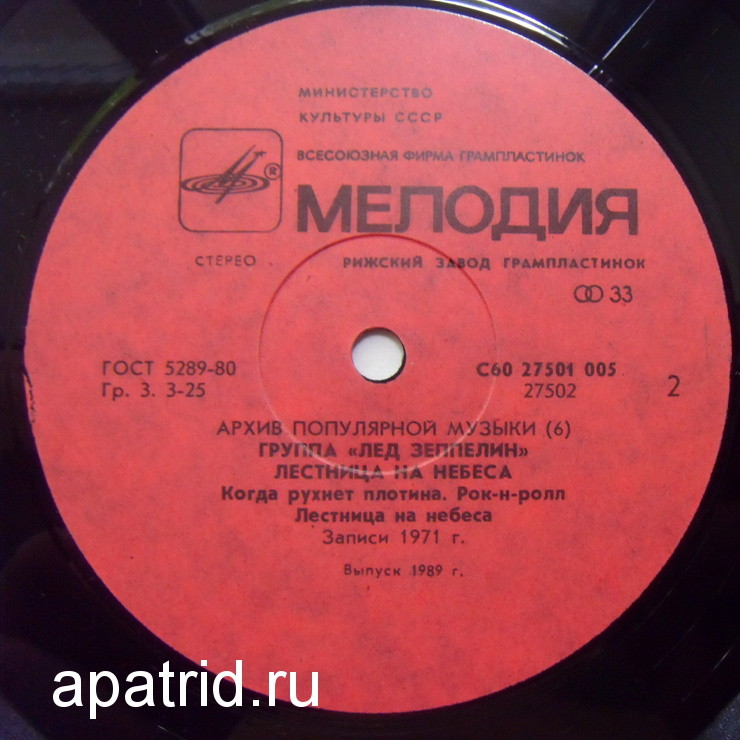 МИНИСТЕРСТВО
КУЛЬТУРЫ СССР
ВСЕСОЮЗНАЯ ФИРМА ГРАМПЛАСТИНОК
®
МЕЛОДИЯ
СТЕРЕО РИЖСКИЙ ЗАВОД ГРАМПЛАСТИНОК
33
ГОСТ 5289-80 С60 27501 005
Гр. 3. 3-25 27502 2
АРХИВ ПОПУЛЯРНОЙ МУЗЫКИ (6)
ГРУППА «ЛЕД ЗЕППЕЛИН»
ЛЕСТНИЦА НА НЕБЕСА
Когда рухнет плотина. Рок-н-ролл
Лестница на небеса
Записи 1971 г.
Выпуск 1989 г.
apatrid.ru